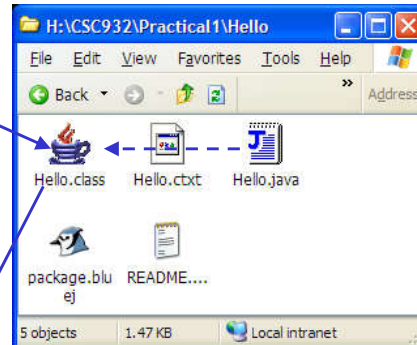 H:\CSC932\Practical1\Hello
File Edit View Favorites Tools Help
Back » Address
Hello.class Hello.ctxt Hello.java
package.blu README....
ej
5 objects 1.47 KB Local intranet